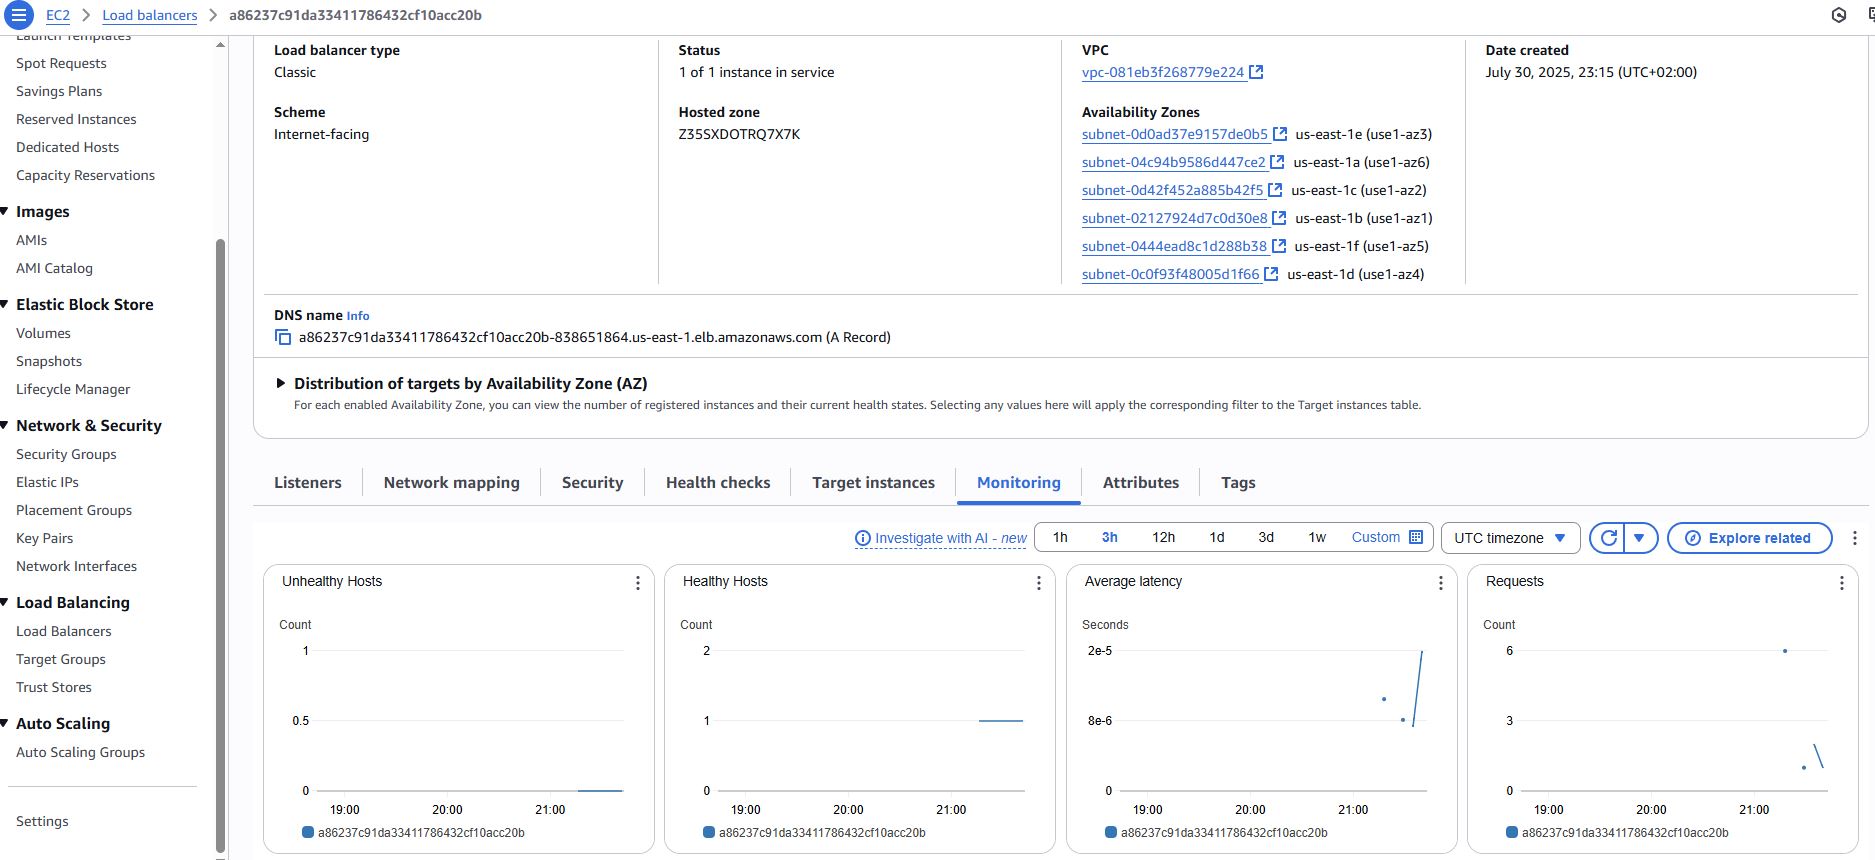 EC2 > Load balancers > a86237c91da33411786432cf10acc20b
Launch Templates
Spot Requests
Savings Plans
Reserved Instances
Dedicated Hosts
Capacity Reservations
Images
AMIs
AMI Catalog
Elastic Block Store
Volumes
Snapshots
Lifecycle Manager
Network & Security
Security Groups
Elastic IPs
Placement Groups
Key Pairs
Network Interfaces
Load Balancing
Load Balancers
Target Groups
Trust Stores
Auto Scaling
Auto Scaling Groups
Settings
Load balancer type
Classic
Scheme
Internet-facing
Status
1 of 1 instance in service
Hosted zone
Z35SXDOTRQ7X7K
VPC
vpc-081eb3f268779e224
Availability Zones
subnet-0d0ad37e9157de0b5 us-east-1e (use1-az3)
subnet-04c94b9586d447ce2 us-east-1a (use1-az6)
subnet-0d42f452a885b42f5 us-east-1c (use1-az2)
subnet-02127924d7c0d30e8 us-east-1b (use1-az1)
subnet-0444ead8c1d288b38 us-east-1f (use1-az5)
subnet-0c0f93f48005d1f66 us-east-1d (use1-az4)
Date created
July 30, 2025, 23:15 (UTC+02:00)
DNS name Info
a86237c91da33411786432cf10acc20b-838651864.us-east-1.elb.amazonaws.com (A Record)
Distribution of targets by Availability Zone (AZ)
For each enabled Availability Zone, you can view the number of registered instances and their current health states. Selecting any values here will apply the corresponding filter to the Target instances table.
Listeners Network mapping Security Health checks Target instances Monitoring Attributes Tags
Investigate with AI - new 1h 3h 12h 1d 3d 1w Custom UTC timezone Explore related
Unhealthy Hosts
Count
1
0.5
0
19:00 20:00 21:00
a86237c91da33411786432cf10acc20b
Healthy Hosts
Count
2
1
0
19:00 20:00 21:00
a86237c91da33411786432cf10acc20b
Average latency
Seconds
2e-5
8e-6
0
19:00 20:00 21:00
a86237c91da33411786432cf10acc20b
Requests
Count
6
3
0
19:00 20:00 21:00
a86237c91da33411786432cf10acc20b